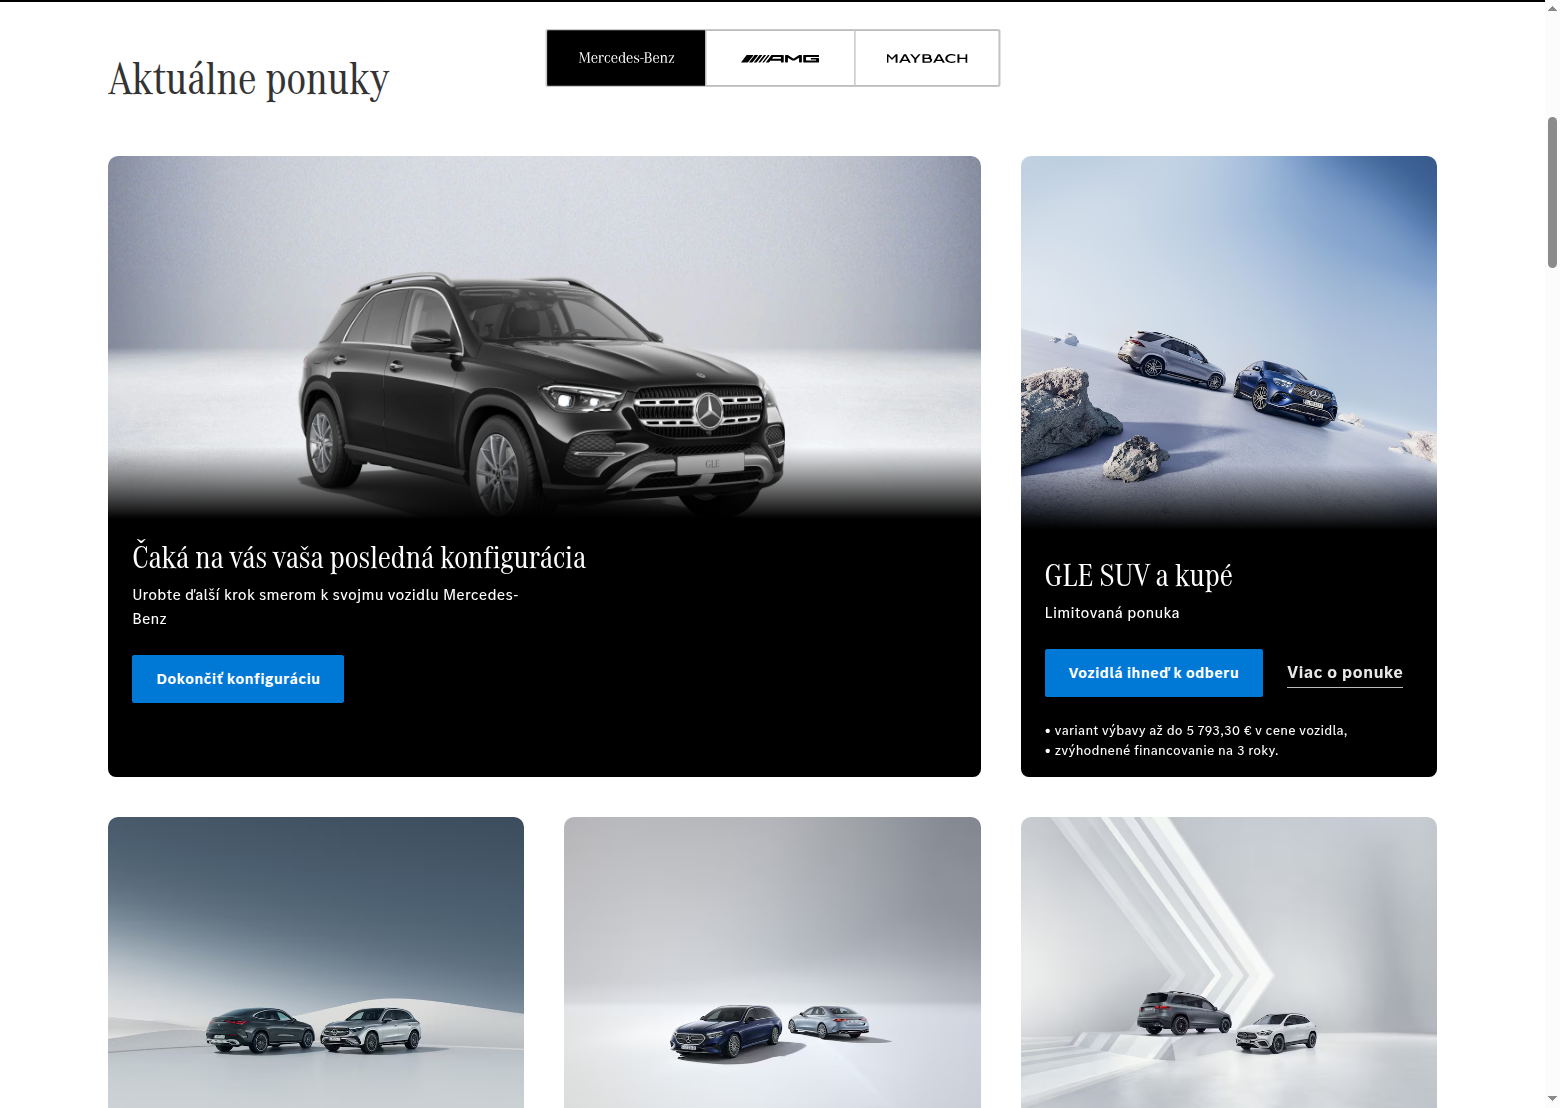 Aktuálne ponuky
Mercedes-Benz
AMG
MAYBACH
GLE
Čaká na vás vaša posledná konfigurácia
Urobte ďalší krok smerom k svojmu vozidlu Mercedes-
Benz
Dokončiť konfiguráciu
GLE SUV a kupé
Limitovaná ponuka
Vozidlá ihneď k odberu
Viac o ponuke
• variant výbavy až do 5 793,30 € v cene vozidla,
• zvýhodnené financovanie na 3 roky.